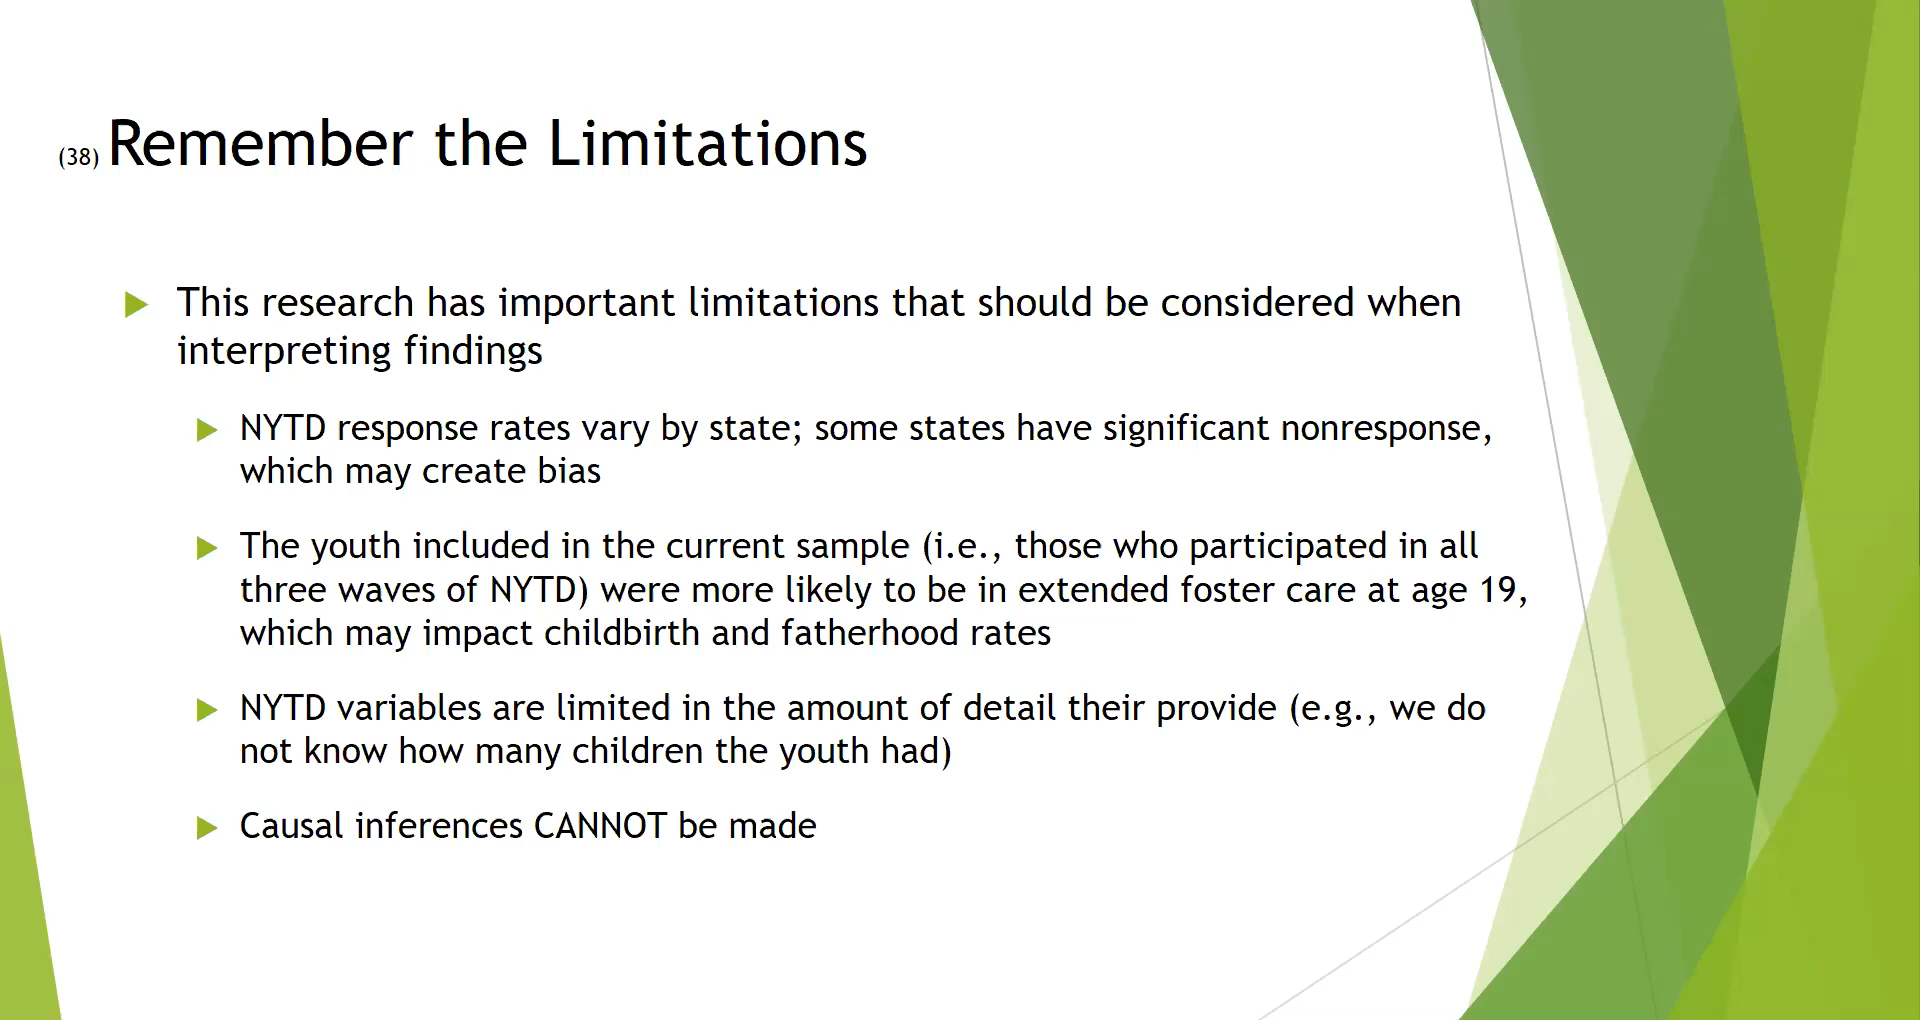 (38) Remember the Limitations
This research has important limitations that should be considered when
interpreting findings
NYTD response rates vary by state; some states have significant nonresponse,
which may create bias
The youth included in the current sample (i.e., those who participated in all
three waves of NYTD) were more likely to be in extended foster care at age 19,
which may impact childbirth and fatherhood rates
NYTD variables are limited in the amount of detail their provide (e.g., we do
not know how many children the youth had)
Causal inferences CANNOT be made